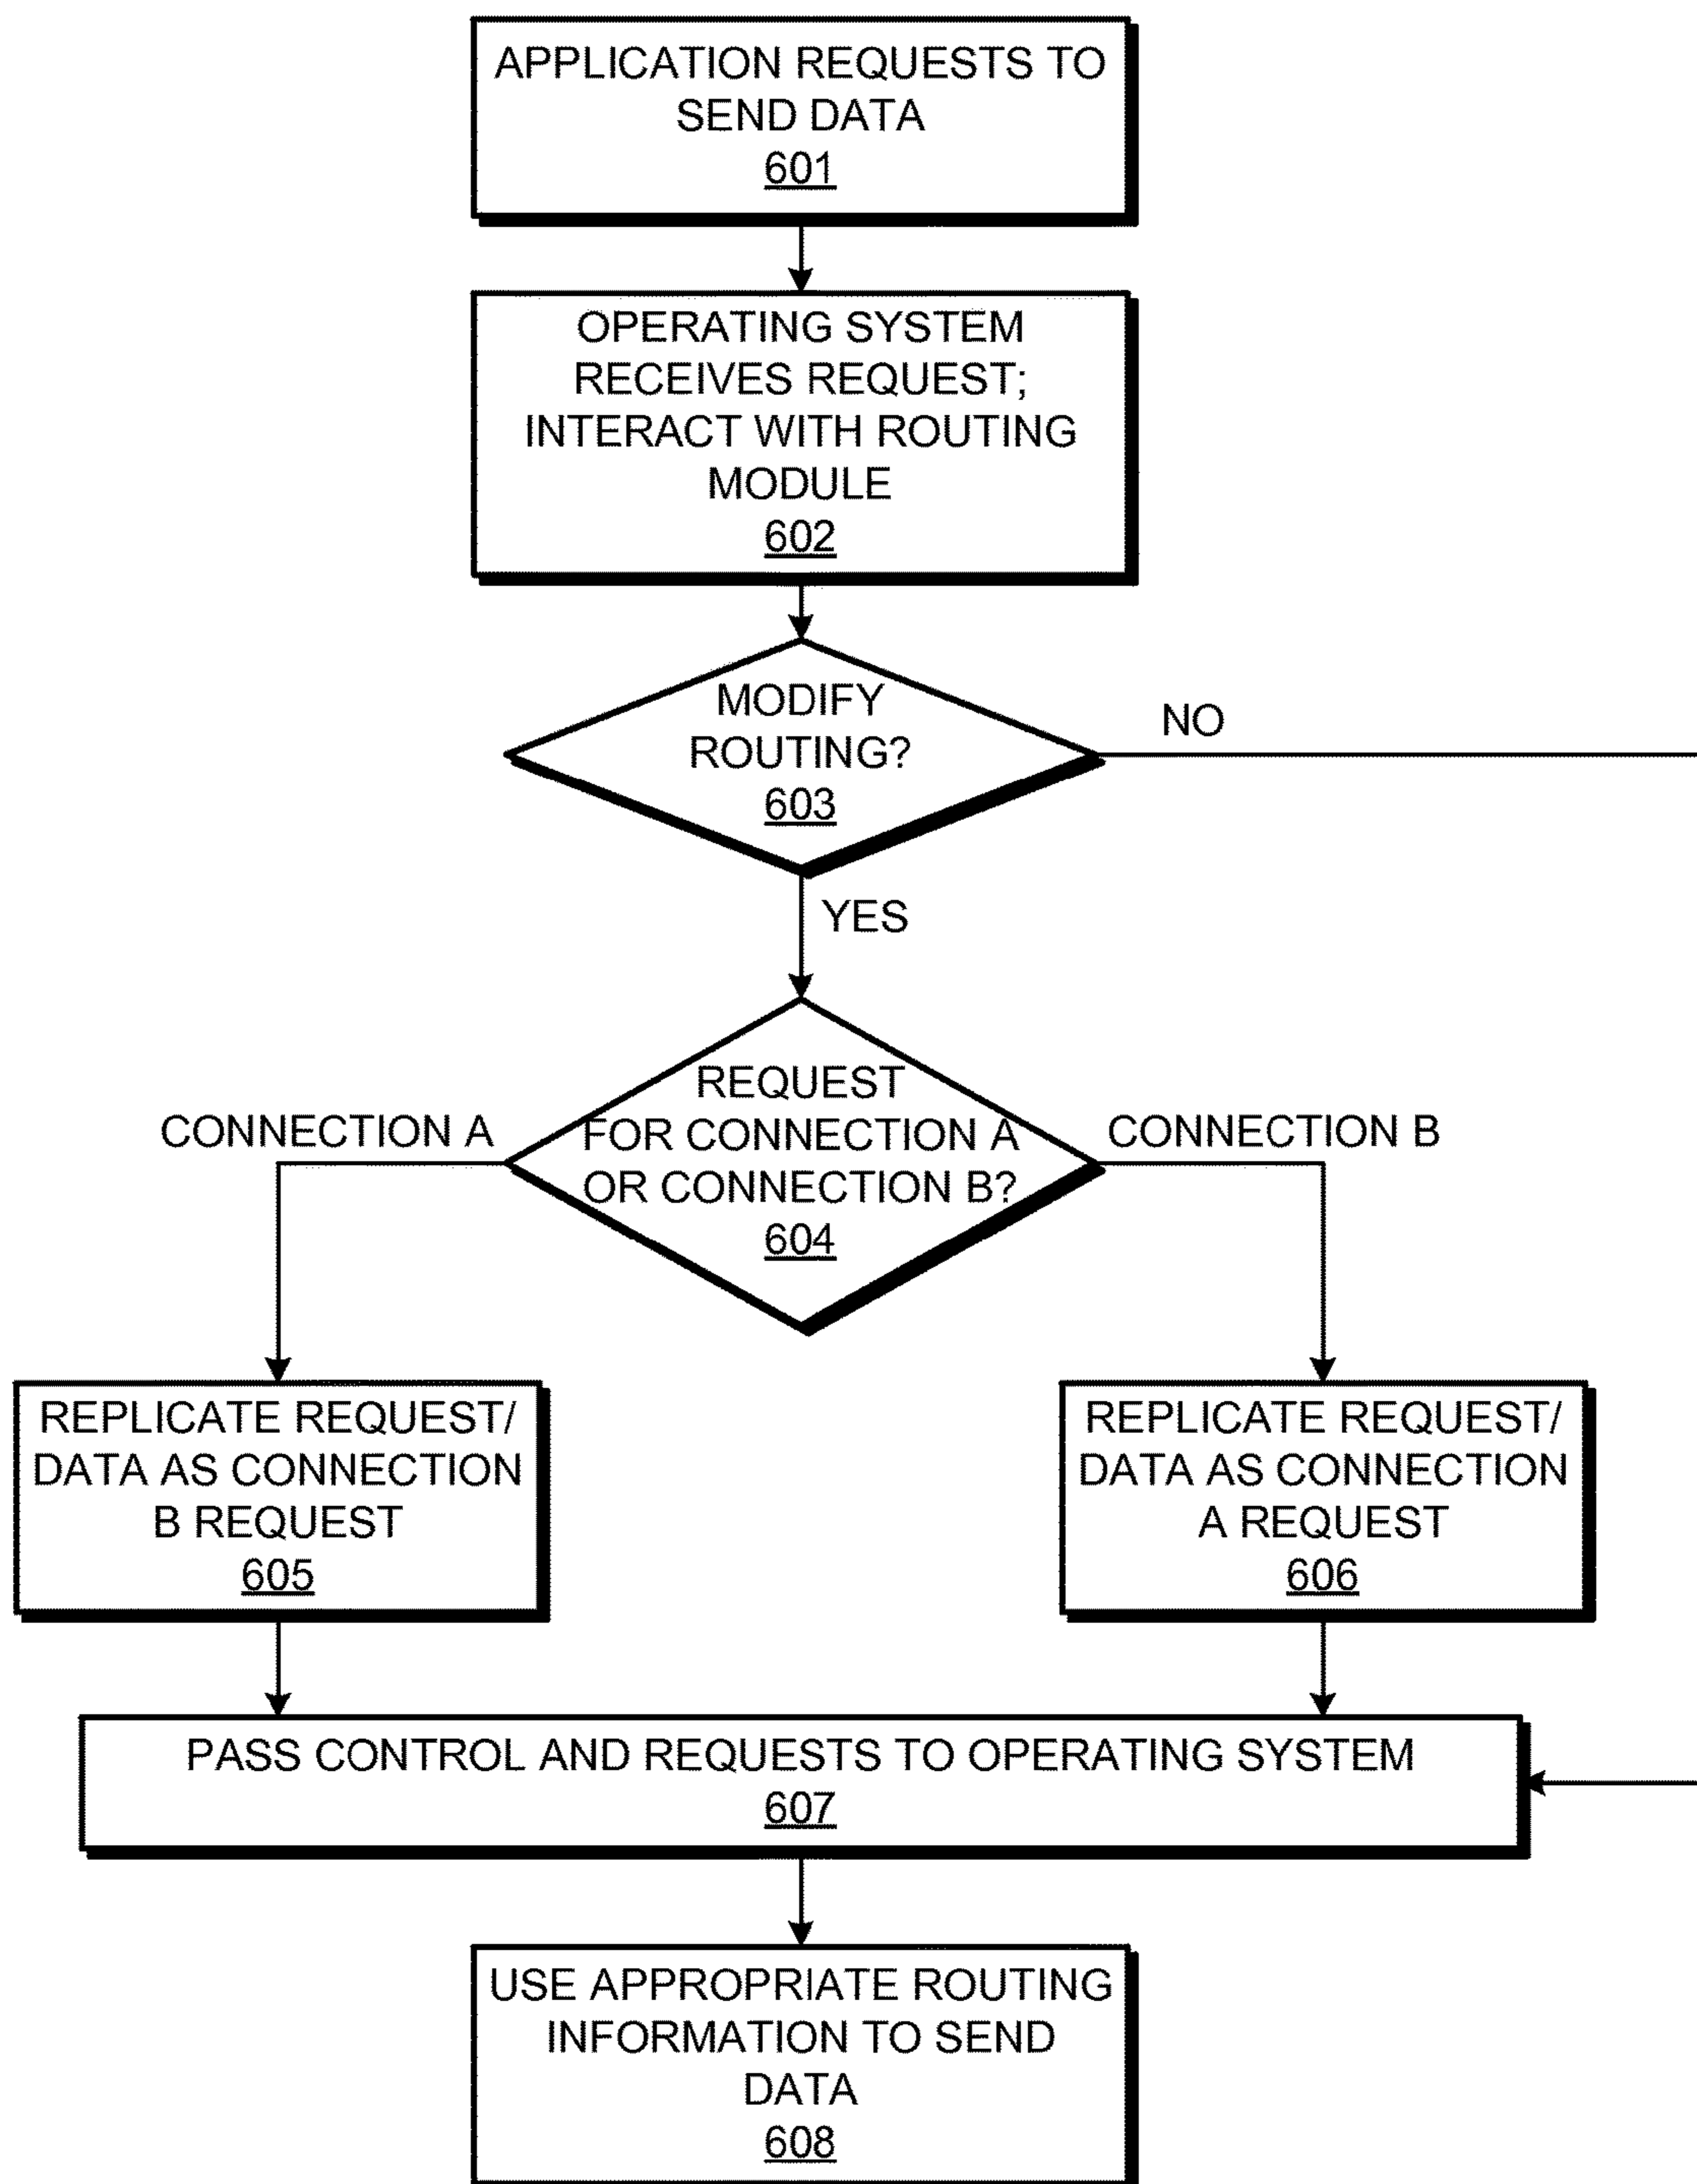 APPLICATION REQUESTS TO
SEND DATA
601
OPERATING SYSTEM
RECEIVES REQUEST;
INTERACT WITH ROUTING
MODULE
602
MODIFY
ROUTING?
603
NO
YES
REQUEST
FOR CONNECTION A
OR CONNECTION B?
604
CONNECTION A
CONNECTION B
REPLICATE REQUEST/
DATA AS CONNECTION
B REQUEST
605
REPLICATE REQUEST/
DATA AS CONNECTION
A REQUEST
606
PASS CONTROL AND REQUESTS TO OPERATING SYSTEM
607
USE APPROPRIATE ROUTING
INFORMATION TO SEND
DATA
608